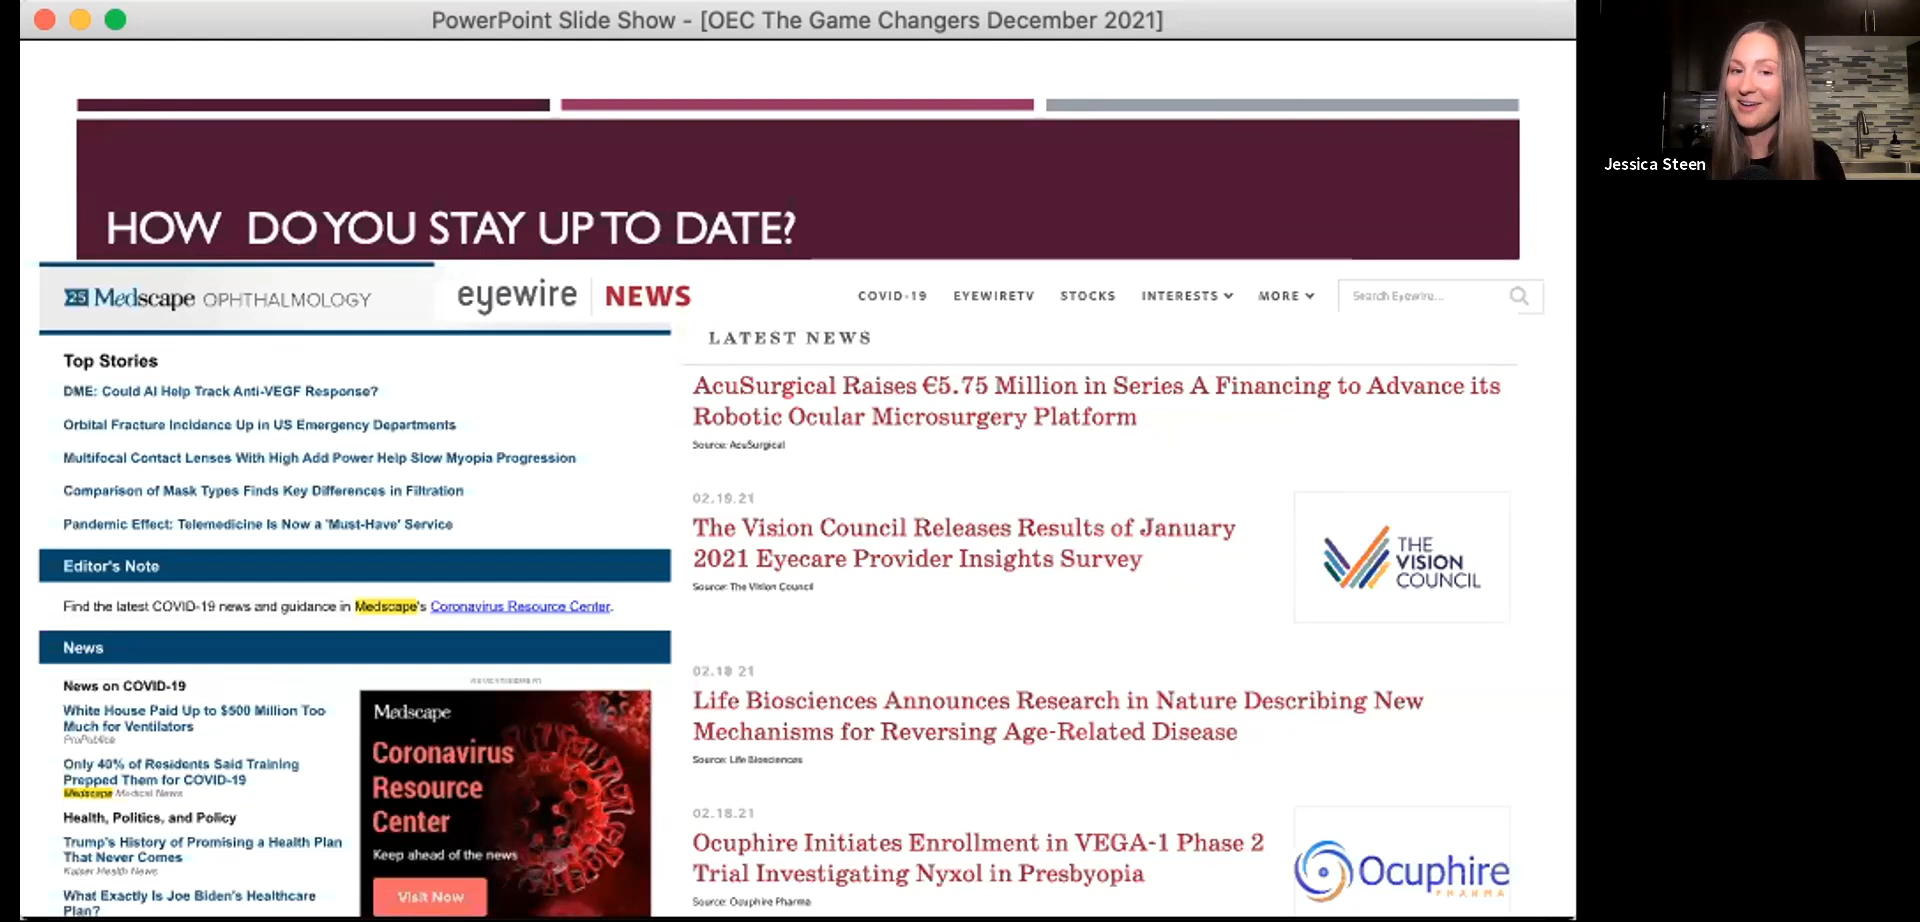 PowerPoint Slide Show - [OEC The Game Changers December 2021]
Jessica Steen
HOW DO YOU STAY UP TO DATE?
25 Medscape OPHTHALMOLOGY
eyewire NEWS
COVID-19 EYEWIRETV STOCKS INTERESTS MORE
Search Eyewire...
Top Stories
DME: Could AI Help Track Anti-VEGF Response?
Orbital Fracture Incidence Up in US Emergency Departments
Multifocal Contact Lenses With High Add Power Help Slow Myopia Progression
Comparison of Mask Types Finds Key Differences in Filtration
Pandemic Effect: Telemedicine Is Now a 'Must-Have' Service
Editor's Note
Find the latest COVID-19 news and guidance in Medscape's Coronavirus Resource Center.
News
News on COVID-19
White House Paid Up to $500 Million Too
Much for Ventilators
ProPublica
Only 40% of Residents Said Training
Prepped Them for COVID-19
Medscape Medical News
Health, Politics, and Policy
Trump's History of Promising a Health Plan
That Never Comes
Kaiser Health News
What Exactly Is Joe Biden's Healthcare
Plan?
ADVERTISEMENT
Medscape
Coronavirus
Resource
Center
Keep ahead of the news
Visit Now
LATEST NEWS
AcuSurgical Raises €5.75 Million in Series A Financing to Advance its
Robotic Ocular Microsurgery Platform
Source: AcuSurgical
02.19.21
The Vision Council Releases Results of January
2021 Eyecare Provider Insights Survey
Source: The Vision Council
THE
VISION
COUNCIL
02.18.21
Life Biosciences Announces Research in Nature Describing New
Mechanisms for Reversing Age-Related Disease
Source: Life Biosciences
02.18.21
Ocuphire Initiates Enrollment in VEGA-1 Phase 2
Trial Investigating Nyxol in Presbyopia
Source: Ocuphire Pharma
Ocuphire
PHARMA